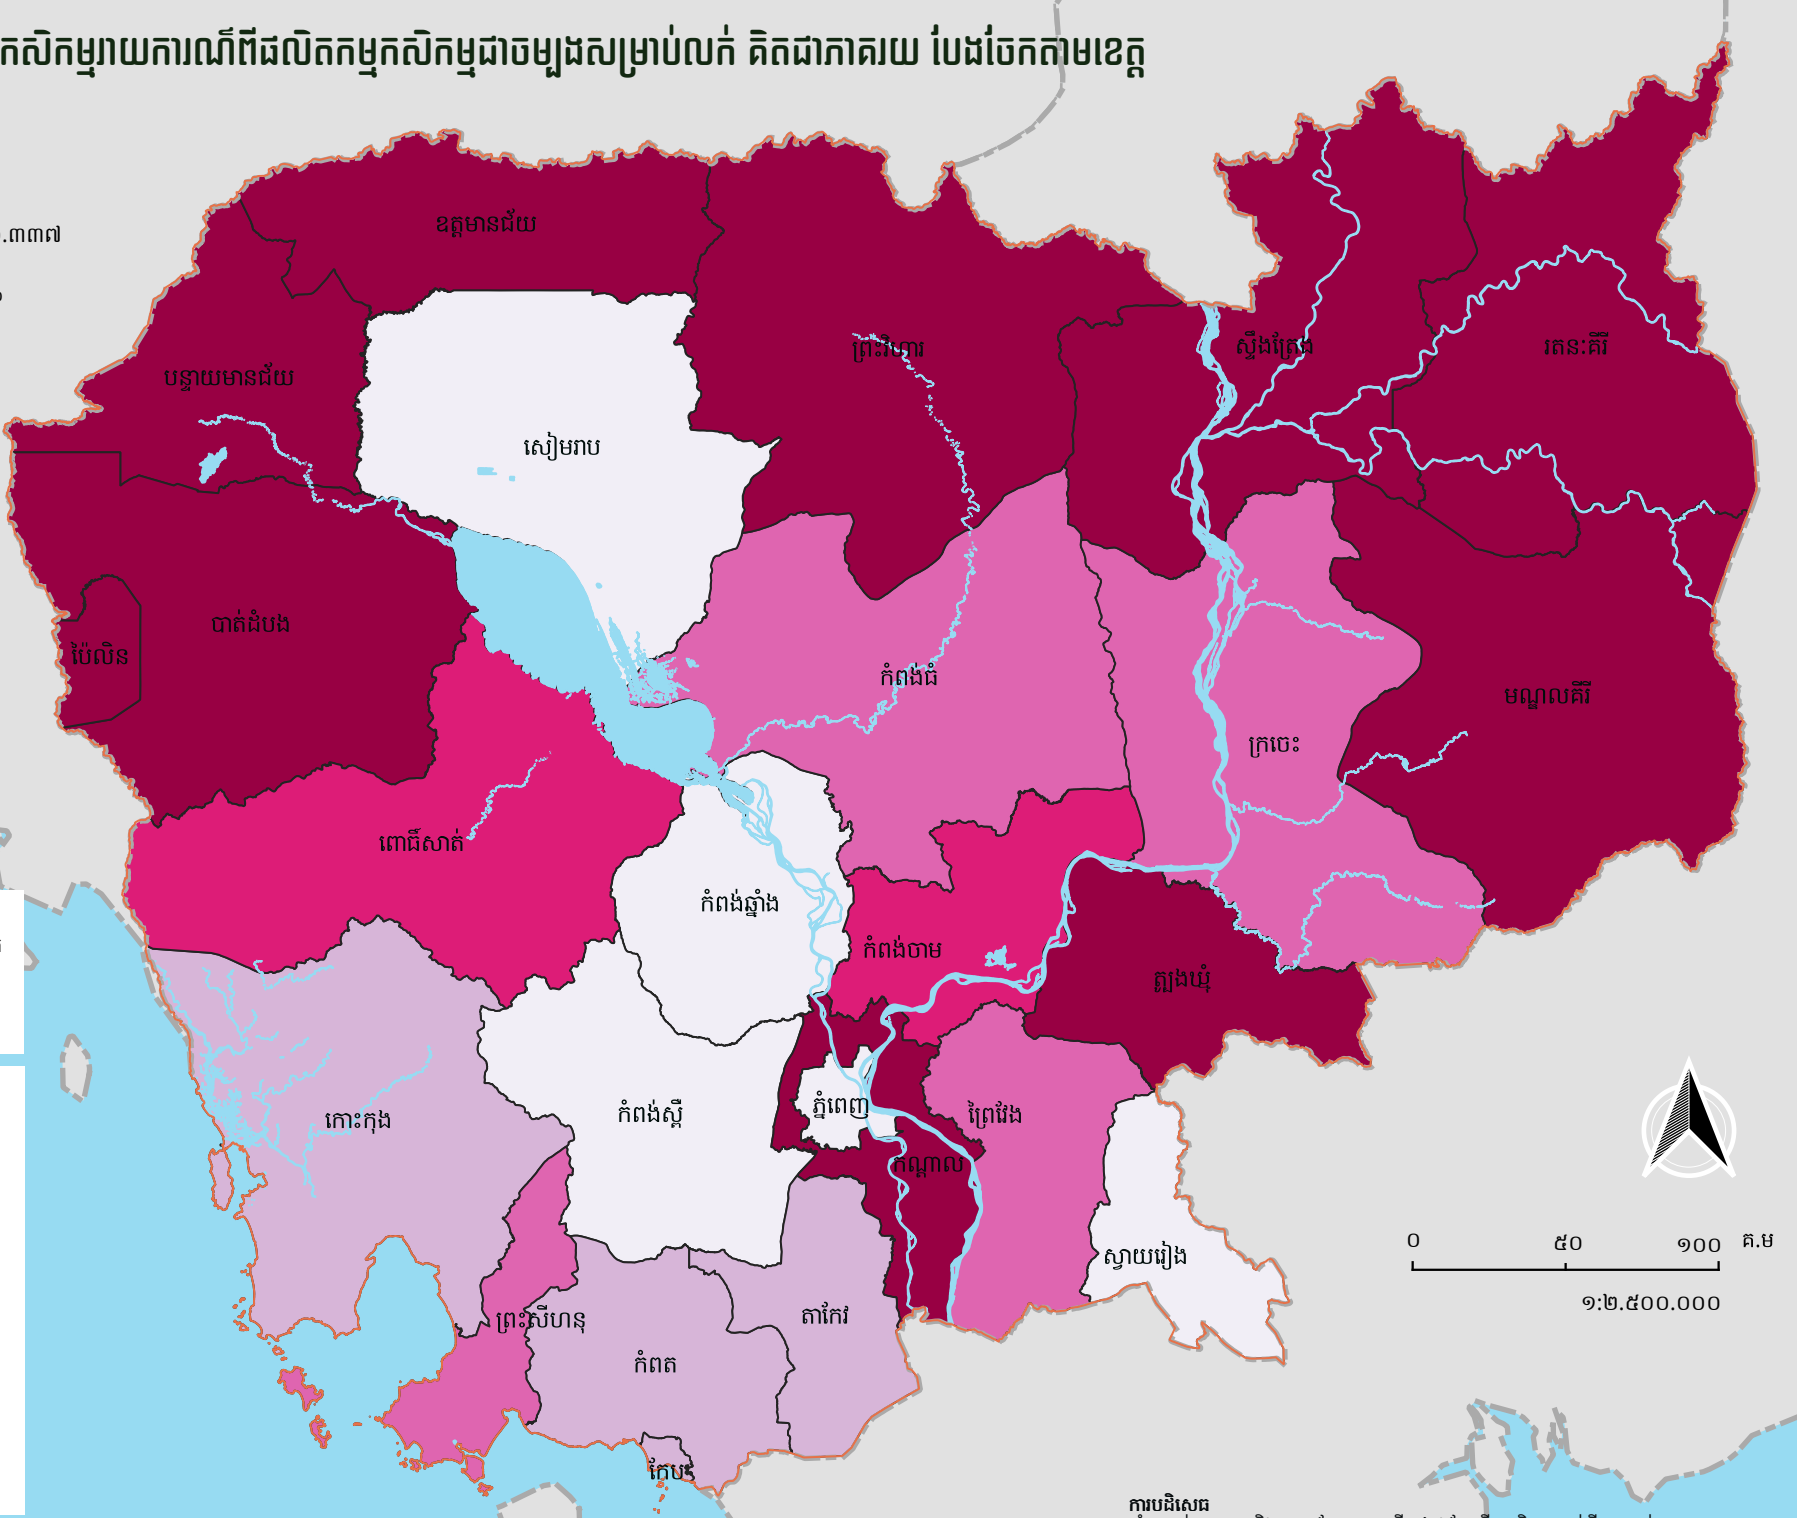 កសិកម្មរាយការណ៍ពីផលិតកម្មកសិកម្មជាចម្បងសម្រាប់លក់ គិតជាភាគរយ បែងចែកតាមខេត្ត
.៣៣៧
ឧត្តមានជ័យ
បន្ទាយមានជ័យ
ព្រះវិហារ
ស្ទឹងត្រែង
រតនៈគីរី
សៀមរាប
បាត់ដំបង
ប៉ៃលិន
កំពង់ធំ
មណ្ឌលគីរី
ក្រចេះ
ពោធិ៍សាត់
កំពង់ឆ្នាំង
កំពង់ចាម
ត្បូងឃ្មុំ
កោះកុង
កំពង់ស្ពឺ
ភ្នំពេញ
ព្រៃវែង
កណ្តាល
ស្វាយរៀង
ព្រះសីហនុ
តាកែវ
កំពត
កែប
០ ៥០ ១០០ គ.ម
១:២.៥០០.០០០
ការបដិសេធ